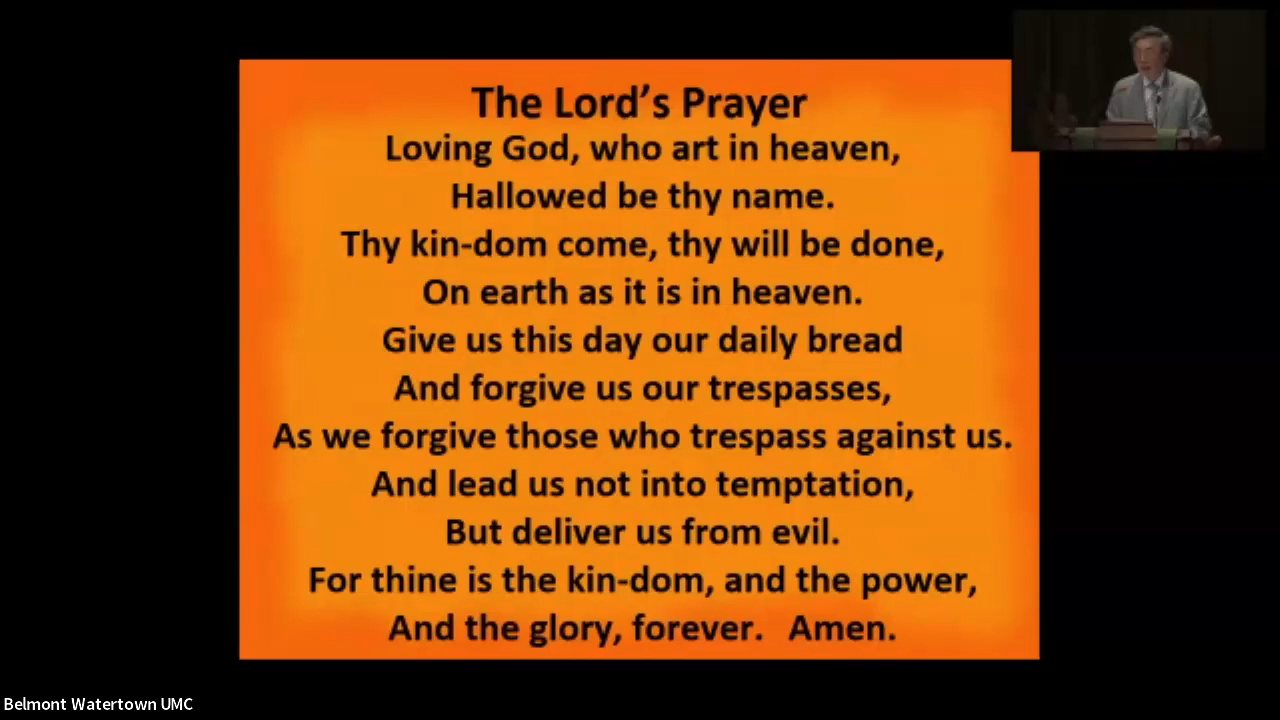 The Lord's Prayer
Loving God, who art in heaven,
Hallowed be thy name.
Thy kin-dom come, thy will be done,
On earth as it is in heaven.
Give us this day our daily bread
And forgive us our trespasses,
As we forgive those who trespass against us.
And lead us not into temptation,
But deliver us from evil.
For thine is the kin-dom, and the power,
And the glory, forever. Amen.
Belmont Watertown UMC